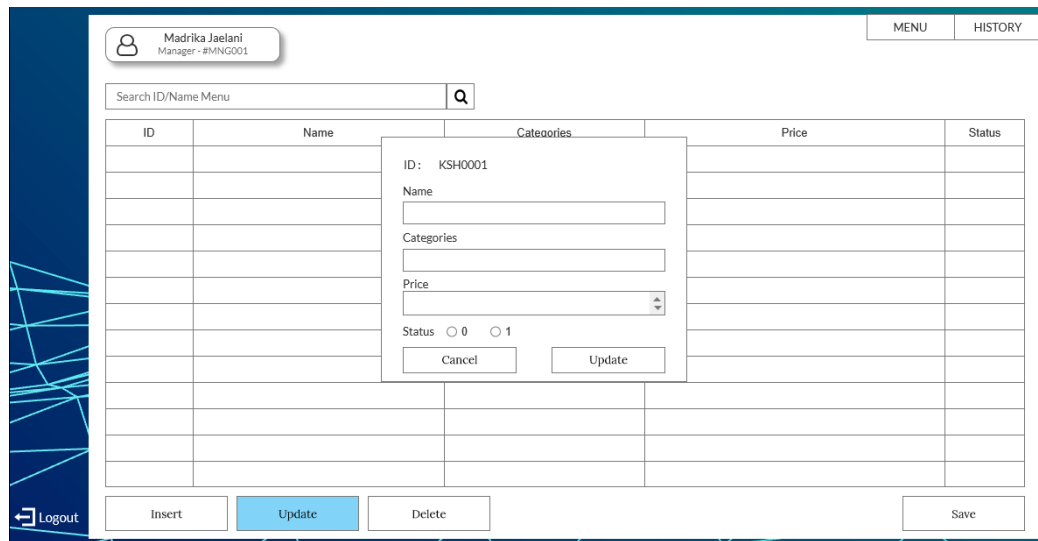 MENU HISTORY
Madrika Jaelani
Manager - #MNG001
Search ID/Name Menu
ID Name Categories Price Status
ID : KSH0001
Name
Categories
Price
Status 0 1
Cancel Update
Logout
Insert Update Delete Save